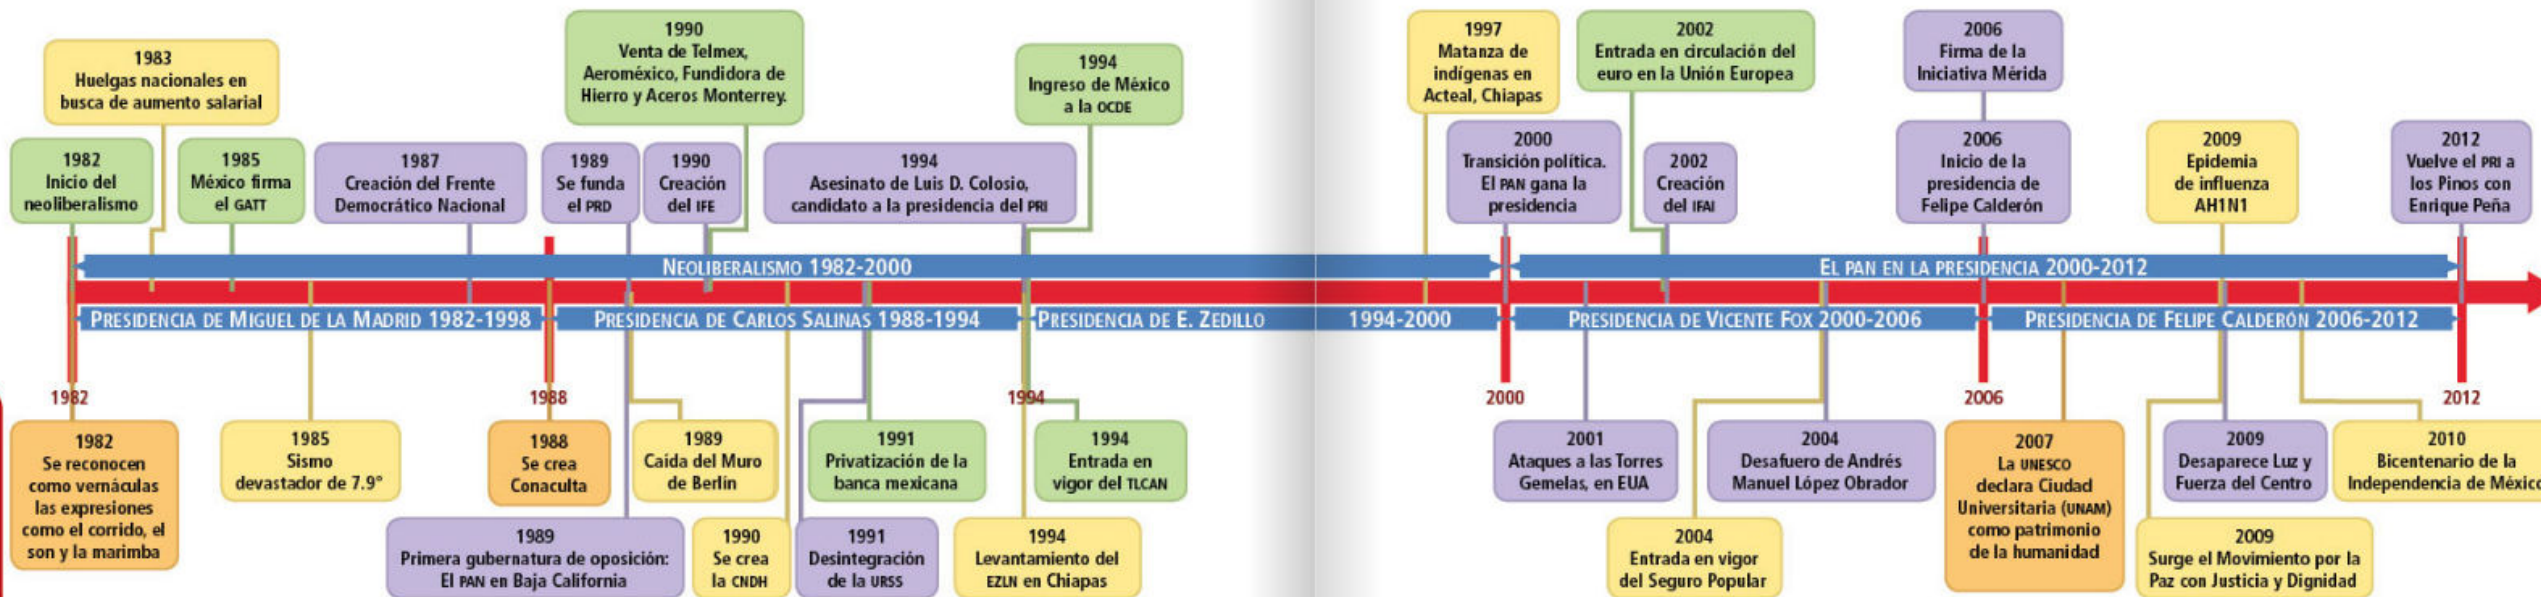 1983
Huelgas nacionales en
busca de aumento salarial
1990
Venta de Telmex,
Aeroméxico, Fundidora de
Hierro y Aceros Monterrey.
1994
Ingreso de México
a la OCDE
1997
Matanza de
indígenas en
Acteal, Chiapas
2002
Entrada en circulación del
euro en la Unión Europea
2006
Firma de la
Iniciativa Mérida
1982
Inicio del
neoliberalismo
1985
México firma
el GATT
1987
Creación del Frente
Democrático Nacional
1989
Se funda
el PRD
1990
Creación
del IFE
1994
Asesinato de Luis D. Colosio,
candidato a la presidencia del PRI
2000
Transición política.
El PAN gana la
presidencia
2002
Creación
del IFAI
2006
Inicio de la
presidencia de
Felipe Calderón
2009
Epidemia
de influenza
AH1N1
2012
Vuelve el PRI a
los Pinos con
Enrique Peña
NEOLIBERALISMO 1982-2000
EL PAN EN LA PRESIDENCIA 2000-2012
PRESIDENCIA DE MIGUEL DE LA MADRID 1982-1998
PRESIDENCIA DE CARLOS SALINAS 1988-1994
PRESIDENCIA DE E. ZEDILLO 1994-2000
PRESIDENCIA DE VICENTE FOX 2000-2006
PRESIDENCIA DE FELIPE CALDERÓN 2006-2012
1982
1988
1994
2000
2006
2012
1982
Se reconocen
como vernáculas
las expresiones
como el corrido, el
son y la marimba
1985
Sismo
devastador de 7.9°
1988
Se crea
Conaculta
1989
Caida del Muro
de Berlín
1991
Privatización de la
banca mexicana
1994
Entrada en
vigor del TLCAN
2001
Ataques a las Torres
Gemelas, en EUA
2004
Desafuero de Andrés
Manuel López Obrador
2007
La UNESCO
declara Ciudad
Universitaria (UNAM)
como patrimonio
de la humanidad
2009
Desaparece Luz y
Fuerza del Centro
2010
Bicentenario de la
Independencia de México
1989
Primera gubernatura de oposición:
El PAN en Baja California
1990
Se crea
la CNDH
1991
Desintegración
de la URSS
1994
Levantamiento del
EZLN en Chiapas
2004
Entrada en vigor
del Seguro Popular
2009
Surge el Movimiento por la
Paz con Justicia y Dignidad